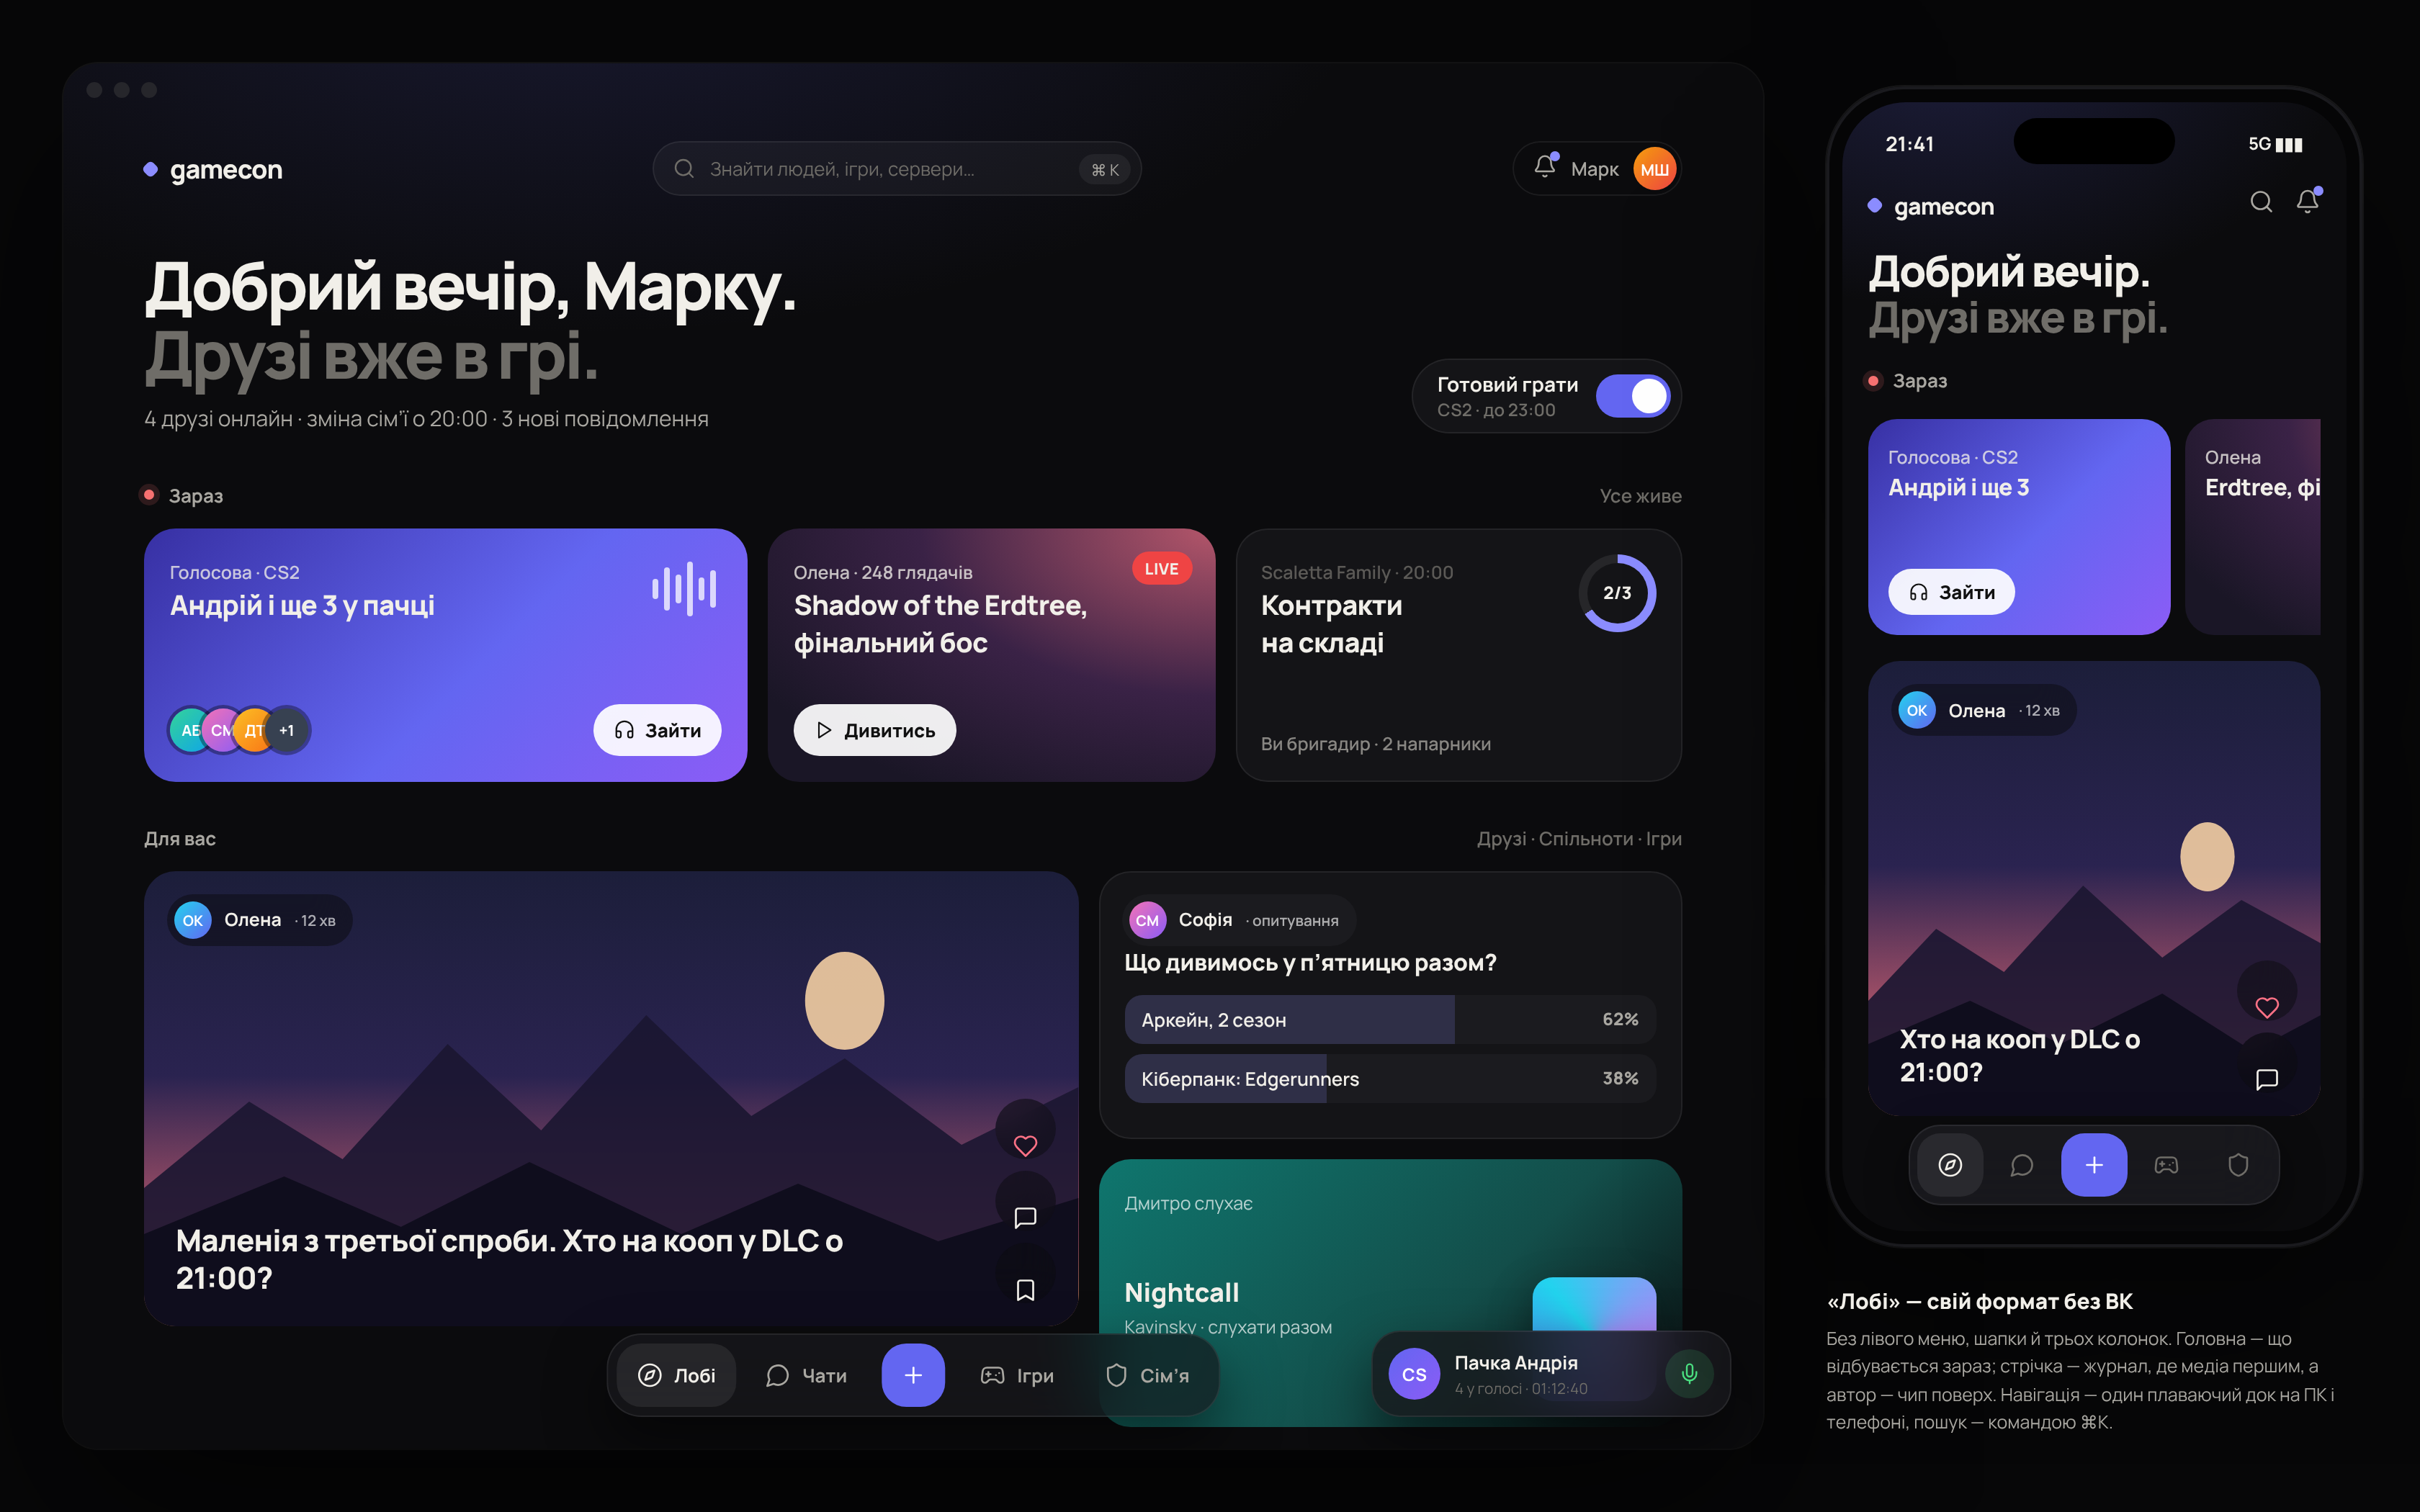 gamecon
Знайти людей, ігри, сервери...
⌘ K
Марк
МШ
Добрий вечір, Марку.
Друзі вже в грі.
4 друзі онлайн · зміна сім’ї о 20:00 · 3 нові повідомлення
Готовий грати
CS2 · до 23:00
Зараз
Усе живе
Голосова · CS2
Андрій і ще 3 у пачці
АБ
СМ
ДТ
+1
Зайти
Олена · 248 глядачів
LIVE
Shadow of the Erdtree,
фінальний бос
Дивитись
Scaletta Family · 20:00
Контракти
на складі
2/3
Ви бригадир · 2 напарники
Для вас
Друзі · Спільноти · Ігри
ОК
Олена · 12 хв
Маленія з третьої спроби. Хто на кооп у DLC о
21:00?
СМ
Софія · опитування
Що дивимось у п’ятницю разом?
Аркейн, 2 сезон
62%
Кіберпанк: Edgerunners
38%
Дмитро слухає
Nightcall
Kavinsky · слухати разом
Лобі
Чати
Ігри
Сім’я
CS
Пачка Андрія
4 у голосі · 01:12:40
21:41
5G
gamecon
Добрий вечір.
Друзі вже в грі.
Зараз
Голосова · CS2
Андрій і ще 3
Зайти
Олена
Erdtree, фі
ОК
Олена · 12 хв
Хто на кооп у DLC о
21:00?
«Лобі» — свій формат без ВК
Без лівого меню, шапки й трьох колонок. Головна — що
відбувається зараз; стрічка — журнал, де медіа першим, а
автор — чип поверх. Навігація — один плаваючий док на ПК і
телефоні, пошук — командою ⌘K.